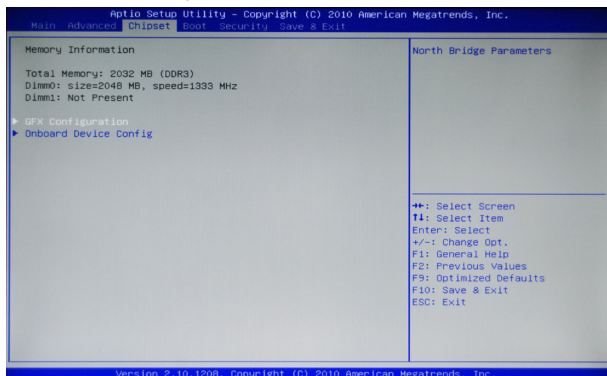 Aptio Setup Utility – Copyright (C) 2010 American Megatrends, Inc.
Main Advanced Chipset Boot Security Save & Exit
Memory Information
Total Memory: 2032 MB (DDR3)
Dimm0: size=2048 MB, speed=1333 MHz
Dimm1: Not Present
▶ GFX Configuration
▶ Onboard Device Config
North Bridge Parameters
→←: Select Screen
↑↓: Select Item
Enter: Select
+/-: Change Opt.
F1: General Help
F2: Previous Values
F9: Optimized Defaults
F10: Save & Exit
ESC: Exit
Version 2.10.1208. Copyright (C) 2010 American Megatrends, Inc.